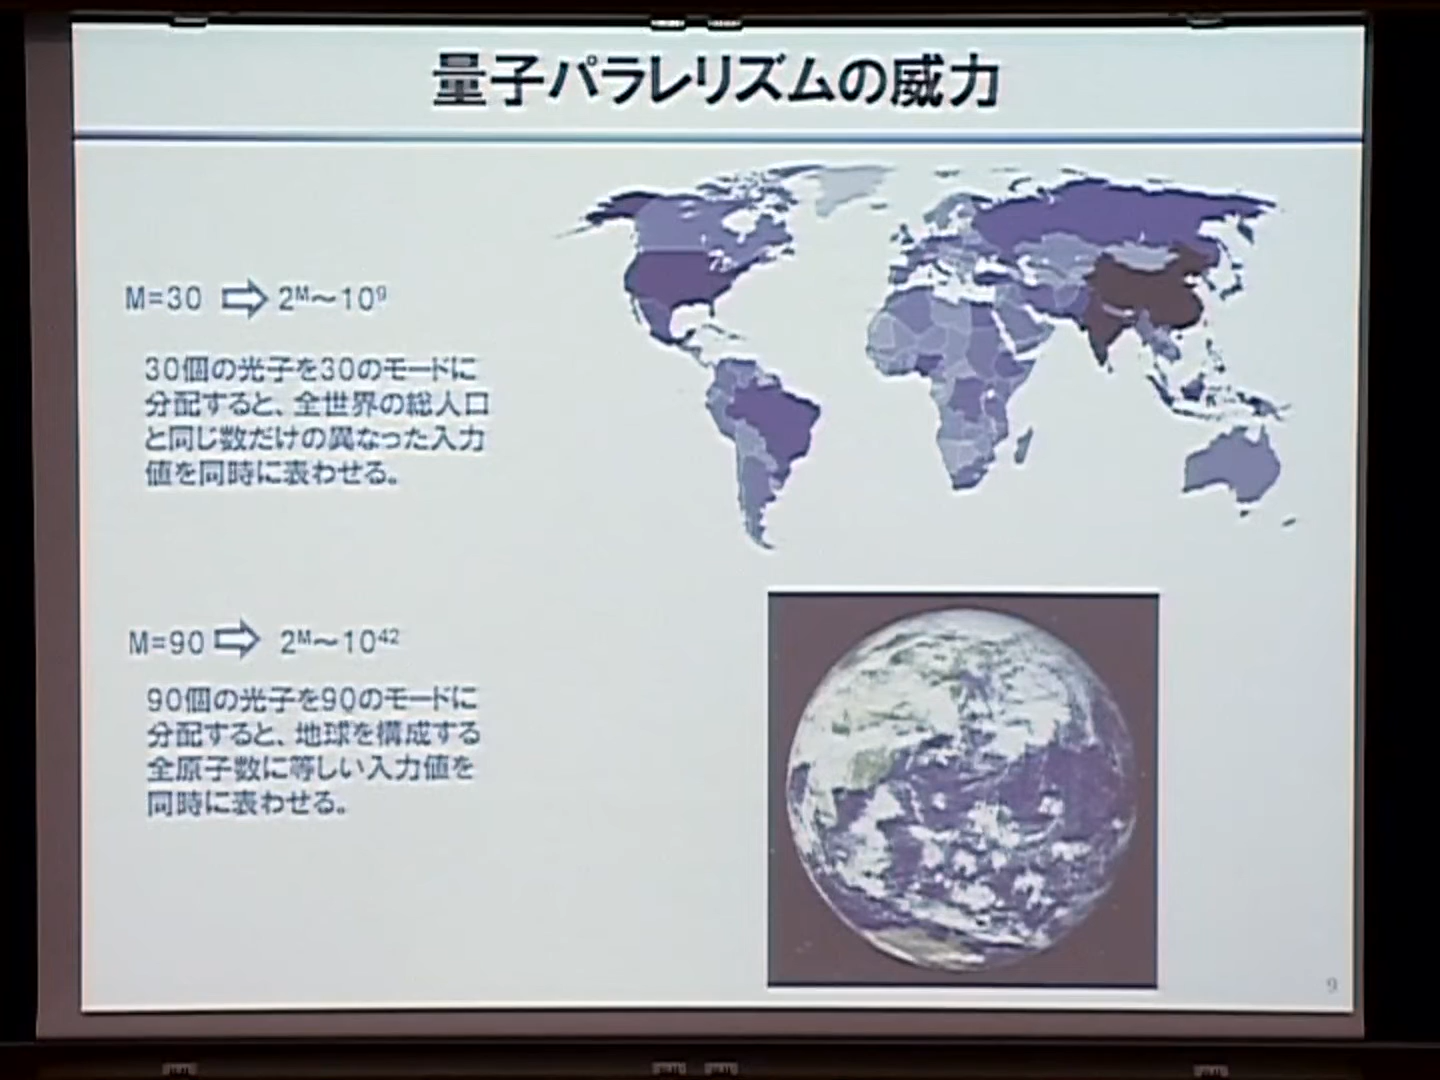 量子パラレリズムの威力
M=30 ⇨ 2ᴹ～10⁹
30個の光子を30のモードに
分配すると、全世界の総人口
と同じ数だけの異なった入力
値を同時に表わせる。
M=90 ⇨ 2ᴹ～10⁴²
90個の光子を90のモードに
分配すると、地球を構成する
全原子数に等しい入力値を
同時に表わせる。
9